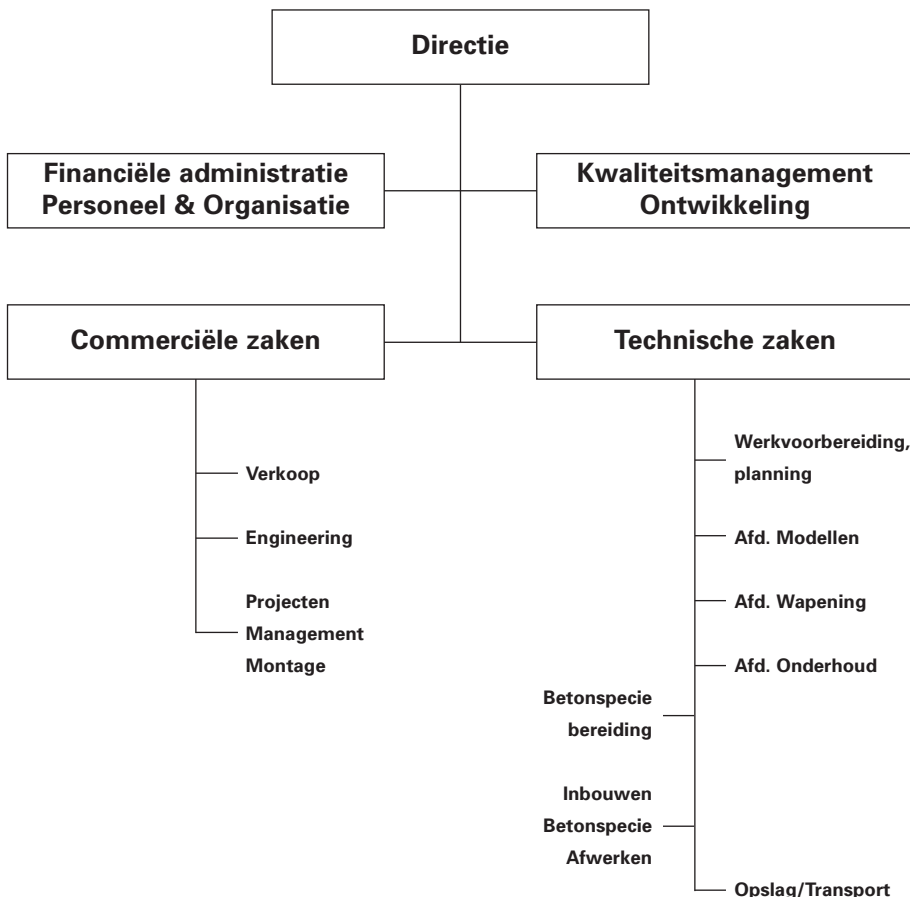 Directie
Financiële administratie
Personeel & Organisatie
Kwaliteitsmanagement
Ontwikkeling
Commerciële zaken
Technische zaken
Verkoop
Engineering
Projecten
Management
Montage
Werkvoorbereiding,
planning
Afd. Modellen
Afd. Wapening
Afd. Onderhoud
Betonspecie
bereiding
Inbouwen
Betonspecie
Afwerken
Opslag/Transport